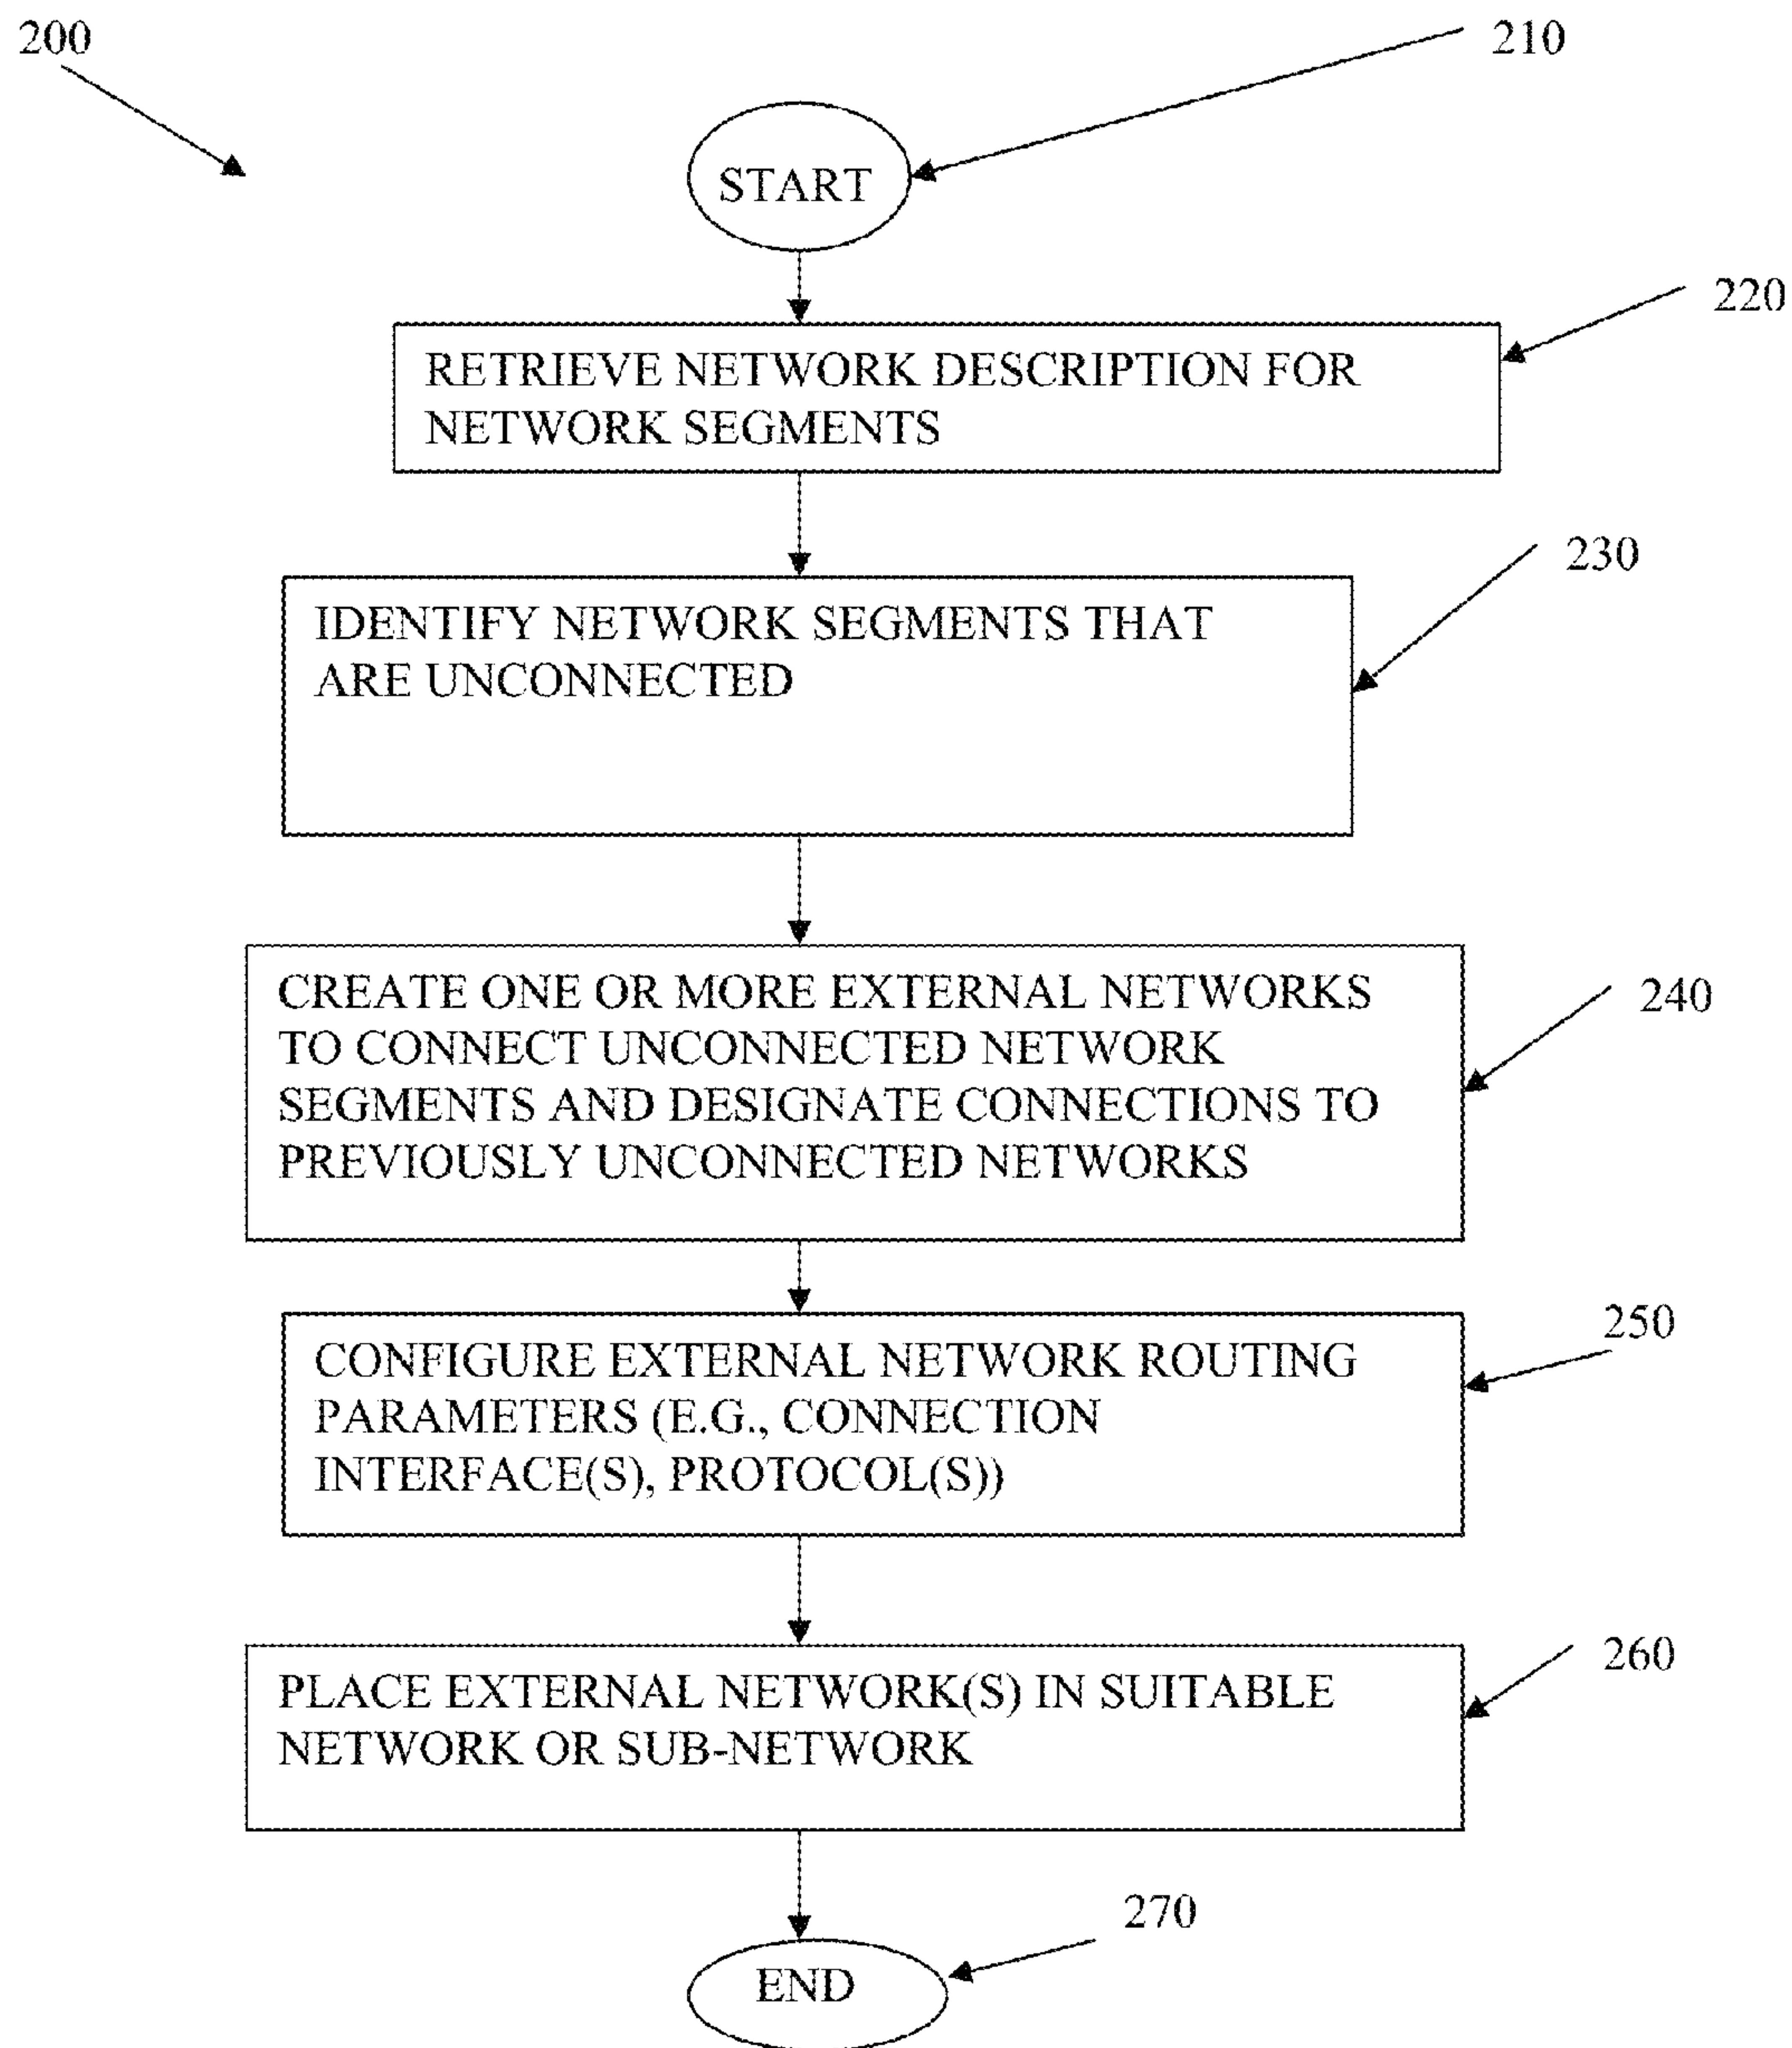 200
210
START
220
RETRIEVE NETWORK DESCRIPTION FOR
NETWORK SEGMENTS
230
IDENTIFY NETWORK SEGMENTS THAT
ARE UNCONNECTED
240
CREATE ONE OR MORE EXTERNAL NETWORKS
TO CONNECT UNCONNECTED NETWORK
SEGMENTS AND DESIGNATE CONNECTIONS TO
PREVIOUSLY UNCONNECTED NETWORKS
250
CONFIGURE EXTERNAL NETWORK ROUTING
PARAMETERS (E.G., CONNECTION
INTERFACE(S), PROTOCOL(S))
260
PLACE EXTERNAL NETWORK(S) IN SUITABLE
NETWORK OR SUB-NETWORK
270
END